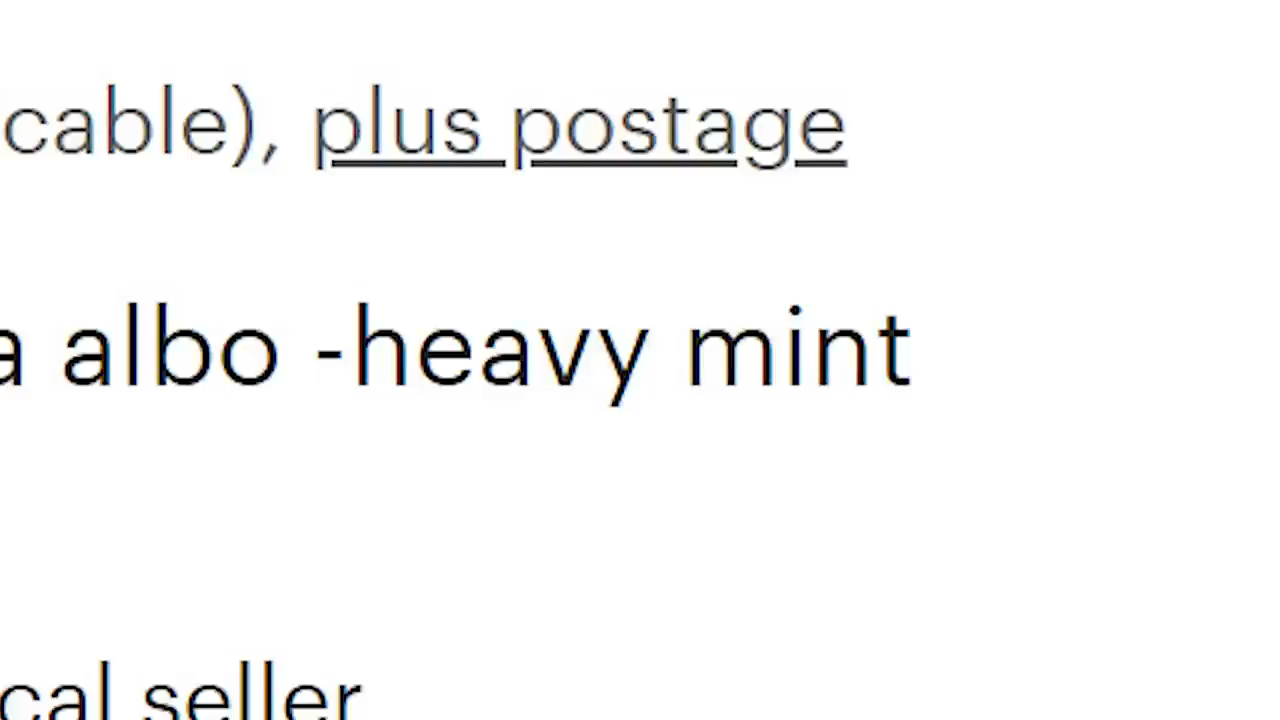 cable), plus postage
a albo -heavy mint
cal seller